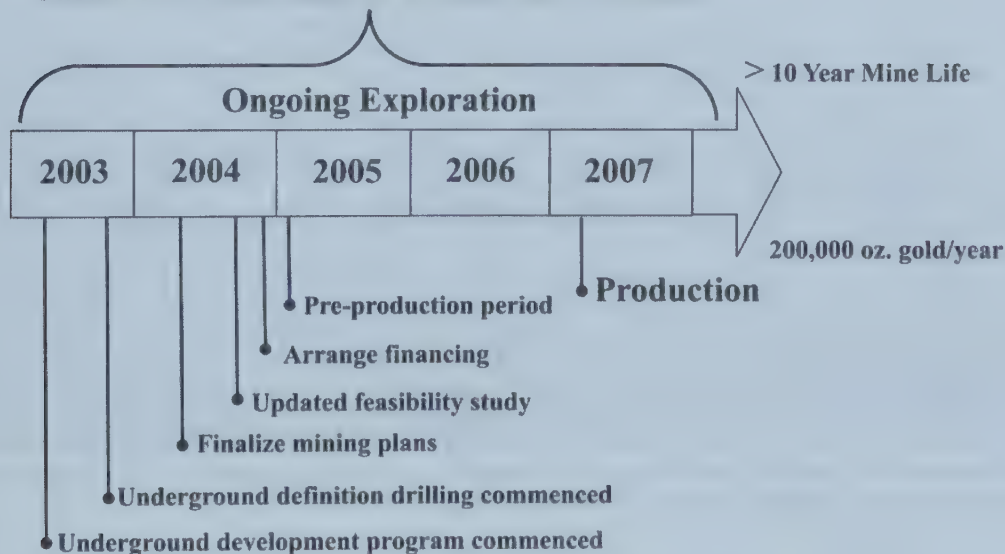 > 10 Year Mine Life
Ongoing Exploration
2003 2004 2005 2006 2007
200,000 oz. gold/year
Production
Pre-production period
Arrange financing
Updated feasibility study
Finalize mining plans
Underground definition drilling commenced
Underground development program commenced